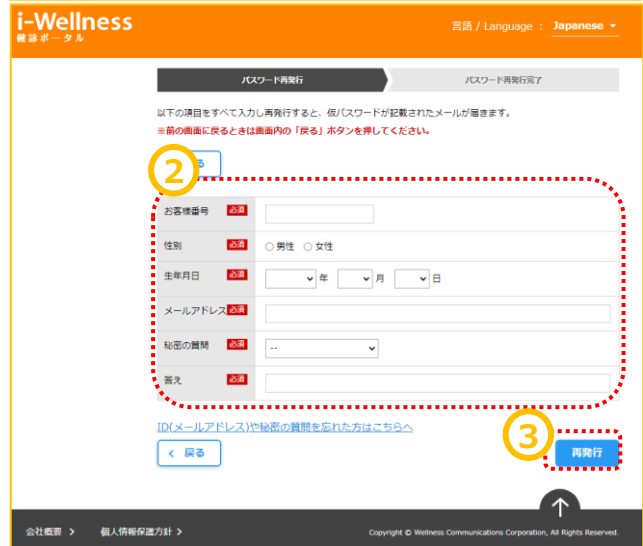 i-Wellness
健診ポータル
言語 / Language : Japanese
パスワード再発行
パスワード再発行完了
以下の項目をすべて入力し再発行すると、仮パスワードが記載されたメールが届きます。
※前の画面に戻るときは画面内の「戻る」ボタンを押してください。
②
る
お客様番号 必須
性別 必須 男性 女性
生年月日 必須 年 月 日
メールアドレス 必須
秘密の質問 必須 --
答え 必須
ID(メールアドレス)や秘密の質問を忘れた方はこちらへ
③
< 戻る
再発行
会社概要 > 個人情報保護方針 >
Copyright © Wellness Communications Corporation, All Rights Reserved.